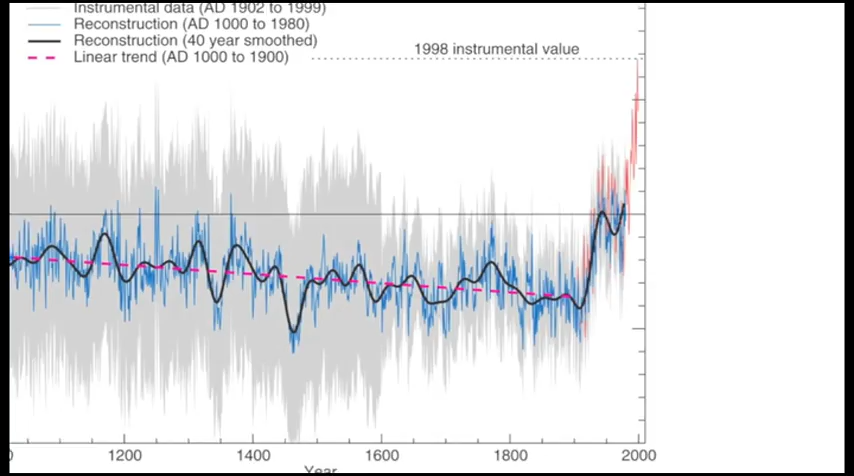 Instrumental data (AD 1902 to 1999)
Reconstruction (AD 1000 to 1980)
Reconstruction (40 year smoothed)
1998 instrumental value
Linear trend (AD 1000 to 1900)
1200 1400 1600 1800 2000
Year